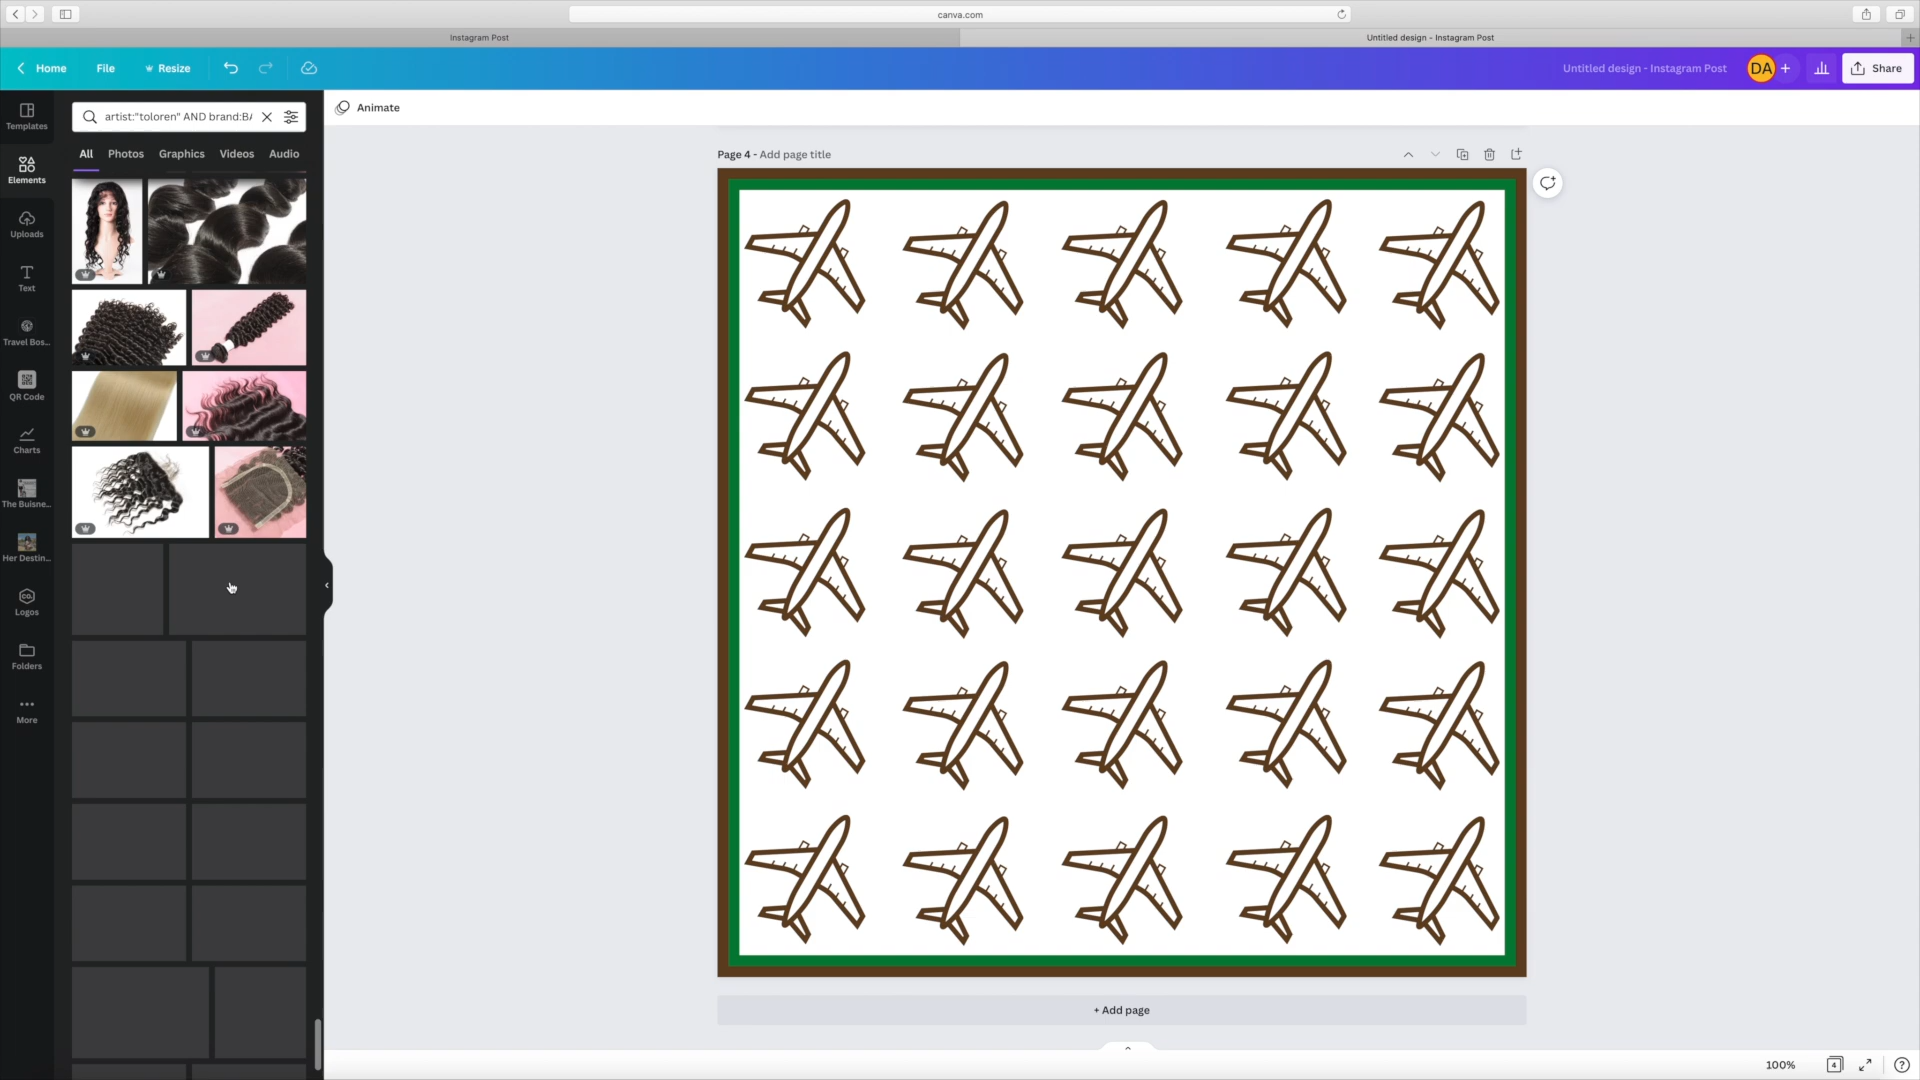 canva.com
Instagram Post
Untitled design - Instagram Post
Home
File
Resize
Untitled design - Instagram Post
DA
Share
Templates
artist:"toloren" AND brand:BA
Animate
All
Photos
Graphics
Videos
Audio
Page 4 - Add page title
Elements
Uploads
Text
Travel Bos...
QR Code
Charts
The Buisne...
Her Destin...
Logos
CO.
Folders
More
+ Add page
100%
4